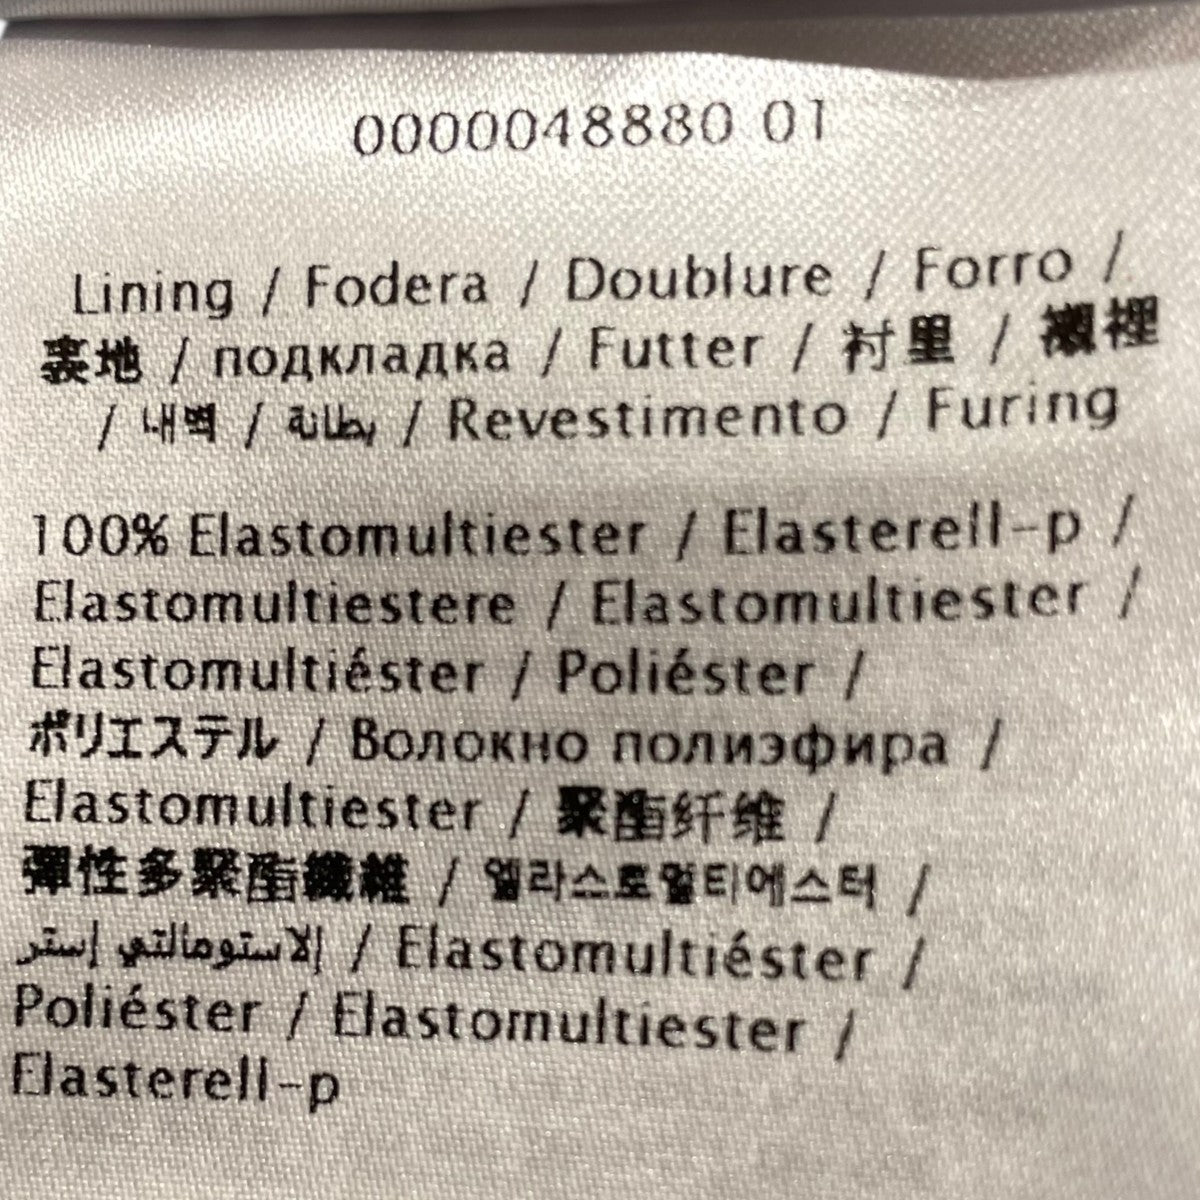 0000048880 01
Lining / Fodera / Doublure / Forro /
裏地 / подкладка / Futter / 衬里 / 襯裡
/ 내벽 / بطانة / Revestimento / Furing
100% Elastomultiester / Elasterell-p /
Elastomultiestere / Elastomultiester /
Elastomultiéster / Poliéster /
ポリエステル / Волокно полиэфира /
Elastomultiester / 聚酯纤维 /
彈性多聚酯纖維 / 엘라스토멀티에스터 /
إلاستومالتي إستر / Elastomultiéster /
Poliéster / Elastomultiester /
Elasterell-p